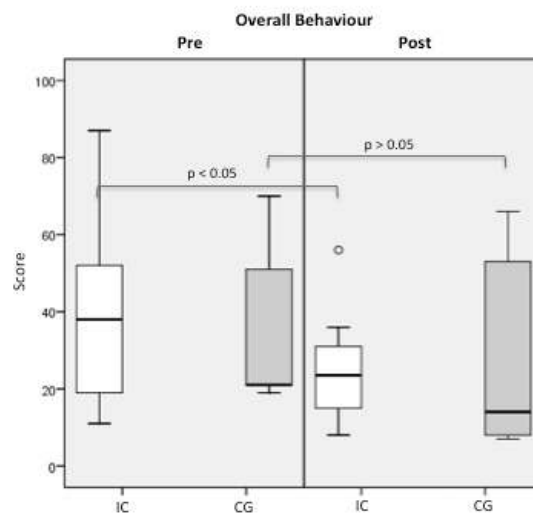 Overall Behaviour
Pre Post
100
80
p > 0.05
p < 0.05
60
Score
40
20
0
IC CG IC CG